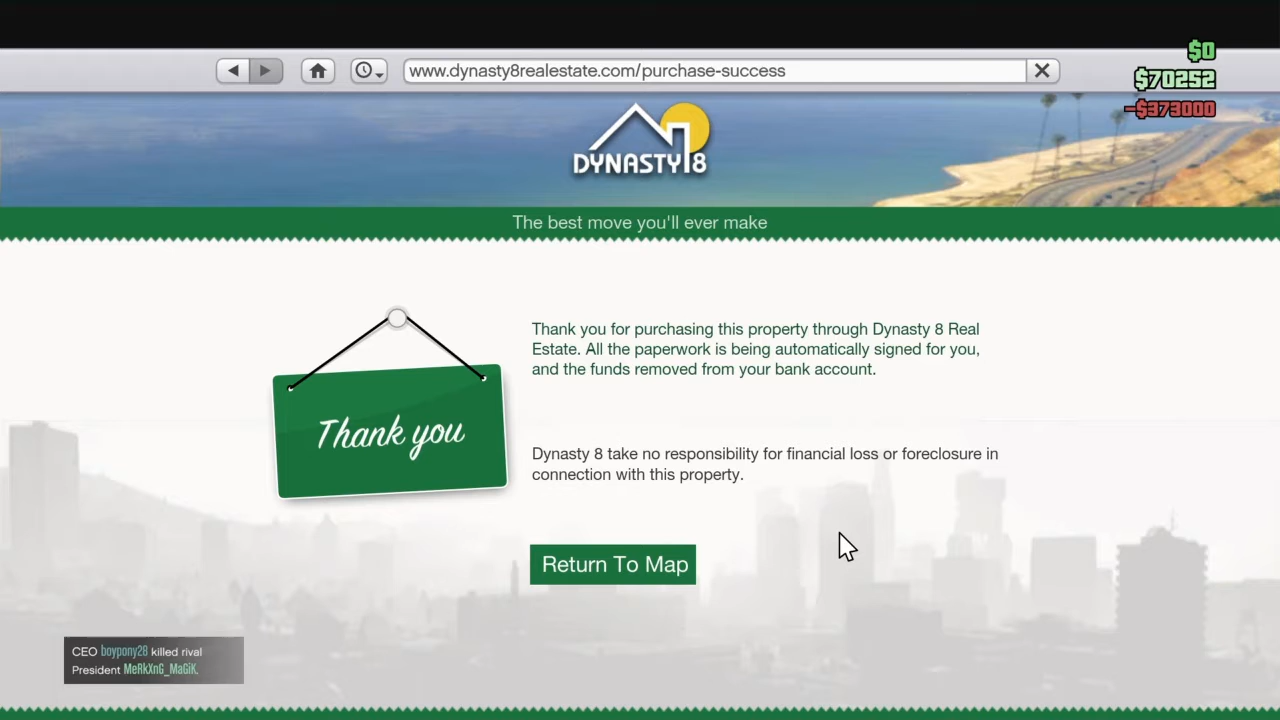 www.dynasty8realestate.com/purchase-success
$0
$70252
-$373000
DYNASTY 8
The best move you'll ever make
Thank you
Thank you for purchasing this property through Dynasty 8 Real
Estate. All the paperwork is being automatically signed for you,
and the funds removed from your bank account.
Dynasty 8 take no responsibility for financial loss or foreclosure in
connection with this property.
Return To Map
CEO boypony28 killed rival
President MeRkXnG_MaGiK.